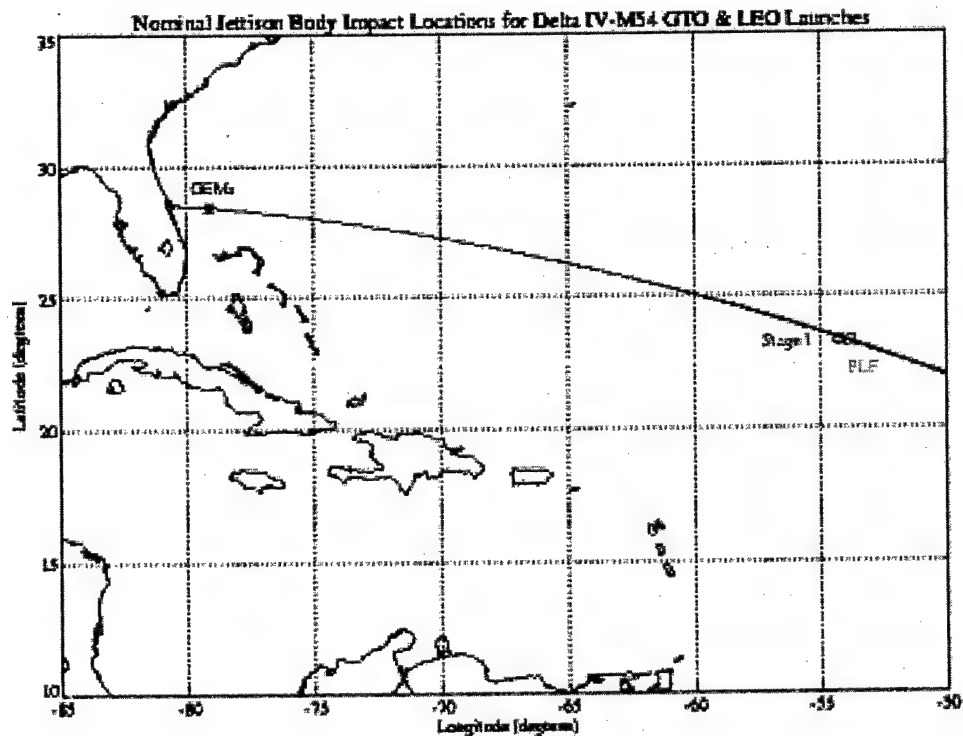 Nominal Jettison Body Impact Locations for Delta IV-M54 GTO & LEO Launches
35
30
25
20
15
10
Latitude (degrees)
GEMs
Stage 1
PLF
-85
-80
-75
-70
-65
-60
-55
-50
Longitude (degrees)